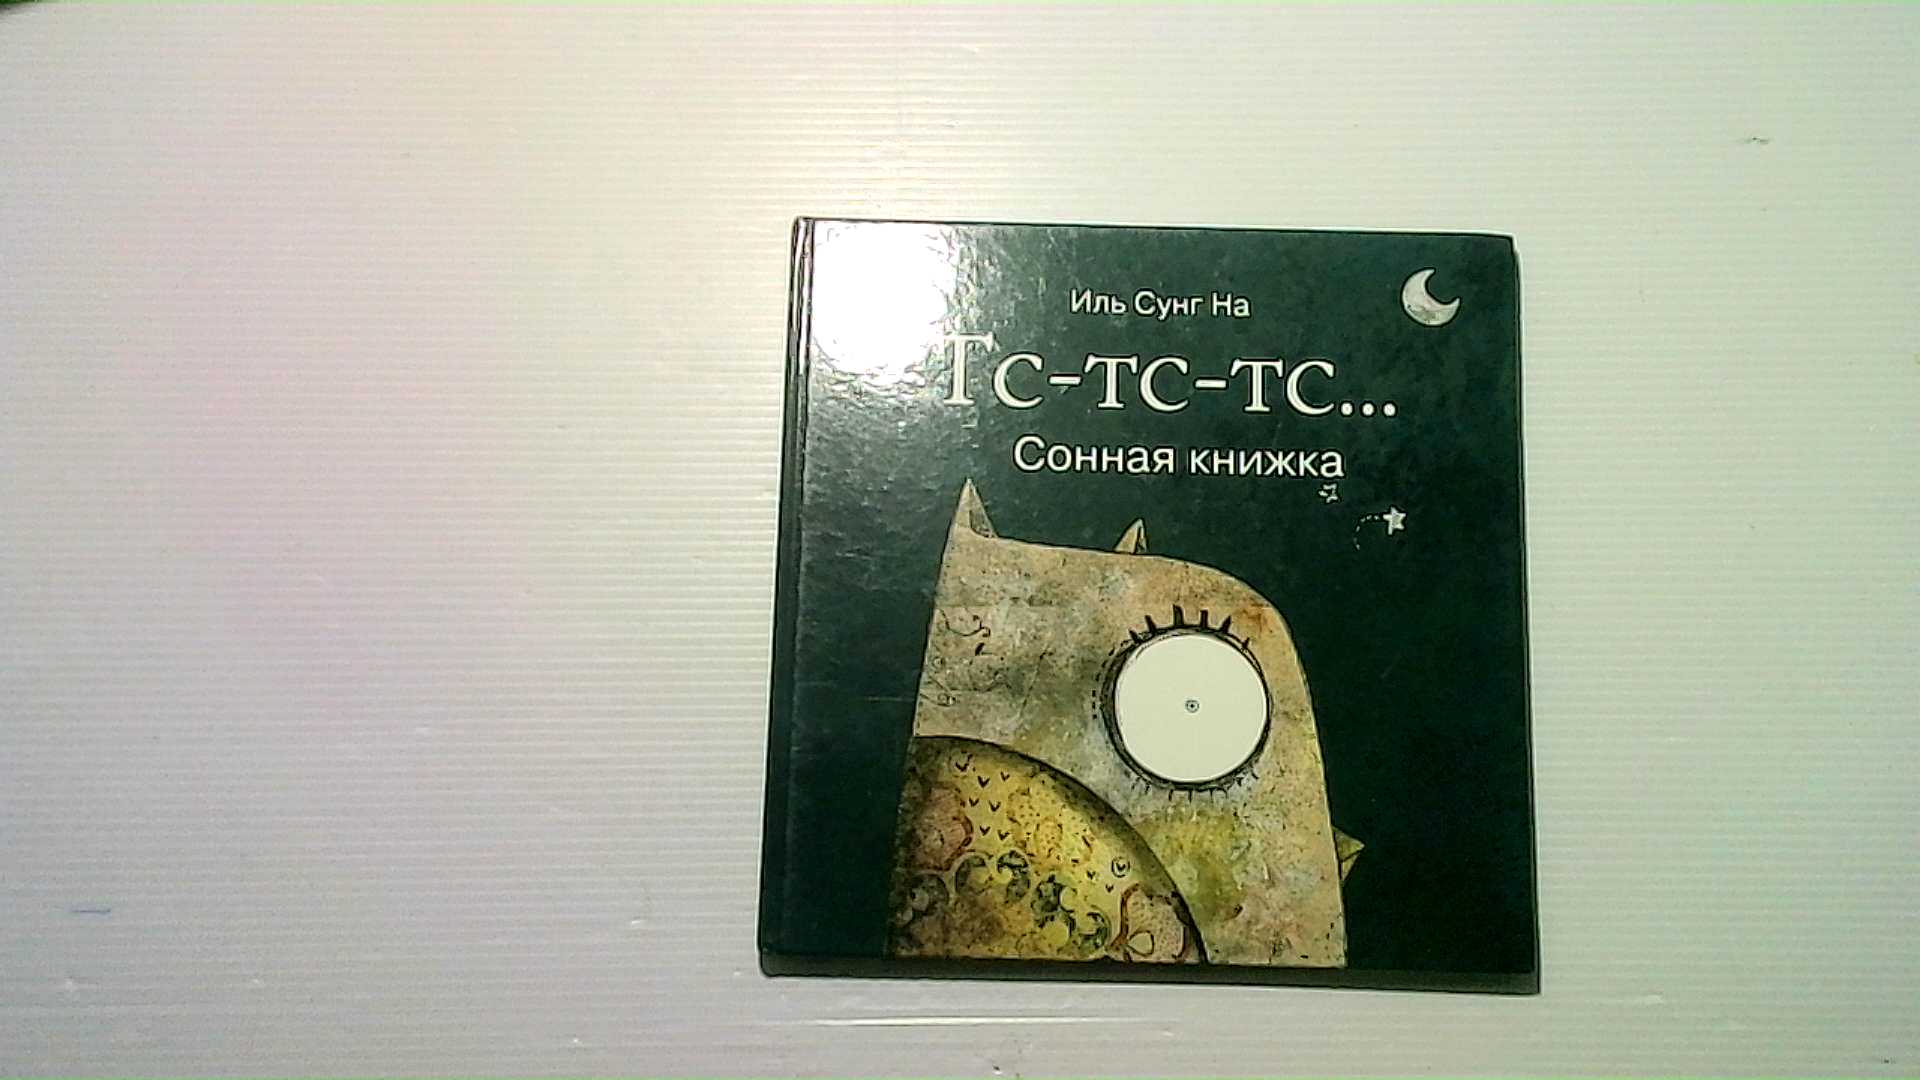 Иль Сунг На
Тс-тс-тс...
Сонная книжка